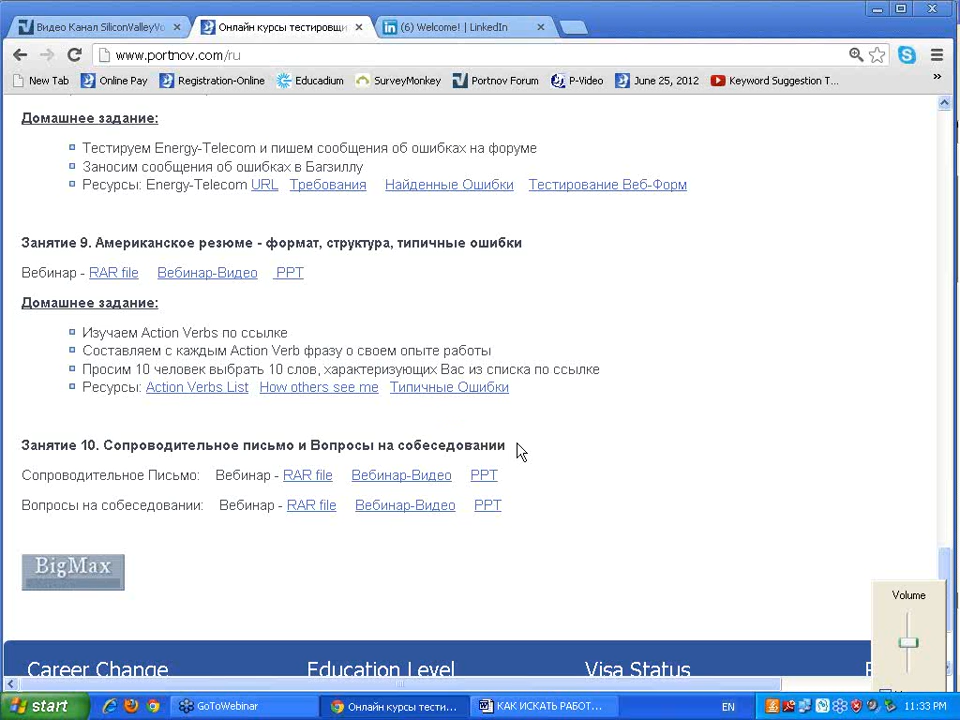 Видео Канал SiliconValleyVo
Онлайн курсы тестировщи
(6) Welcome! | LinkedIn
www.portnov.com/ru
New Tab Online Pay Registration-Online Educadium SurveyMonkey Portnov Forum P-Video June 25, 2012 Keyword Suggestion T...
Домашнее задание:
Тестируем Energy-Telecom и пишем сообщения об ошибках на форуме
Заносим сообщения об ошибках в Багзиллу
Ресурсы: Energy-Telecom URL Требования Найденные Ошибки Тестирование Веб-Форм
Занятие 9. Американское резюме - формат, структура, типичные ошибки
Вебинар - RAR file Вебинар-Видео PPT
Домашнее задание:
Изучаем Action Verbs по ссылке
Составляем с каждым Action Verb фразу о своем опыте работы
Просим 10 человек выбрать 10 слов, характеризующих Вас из списка по ссылке
Ресурсы: Action Verbs List How others see me Типичные Ошибки
Занятие 10. Сопроводительное письмо и Вопросы на собеседовании
Сопроводительное Письмо: Вебинар - RAR file Вебинар-Видео PPT
Вопросы на собеседовании: Вебинар - RAR file Вебинар-Видео PPT
BigMax
Volume
Career Change Education Level Visa Status
start GoToWebinar Онлайн курсы тести... КАК ИСКАТЬ РАБОТ... EN 11:33 PM